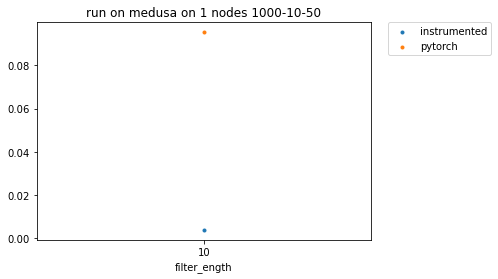 run on medusa on 1 nodes 1000-10-50
instrumented
pytorch
0.08
0.06
0.04
0.02
0.00
10
filter_ength